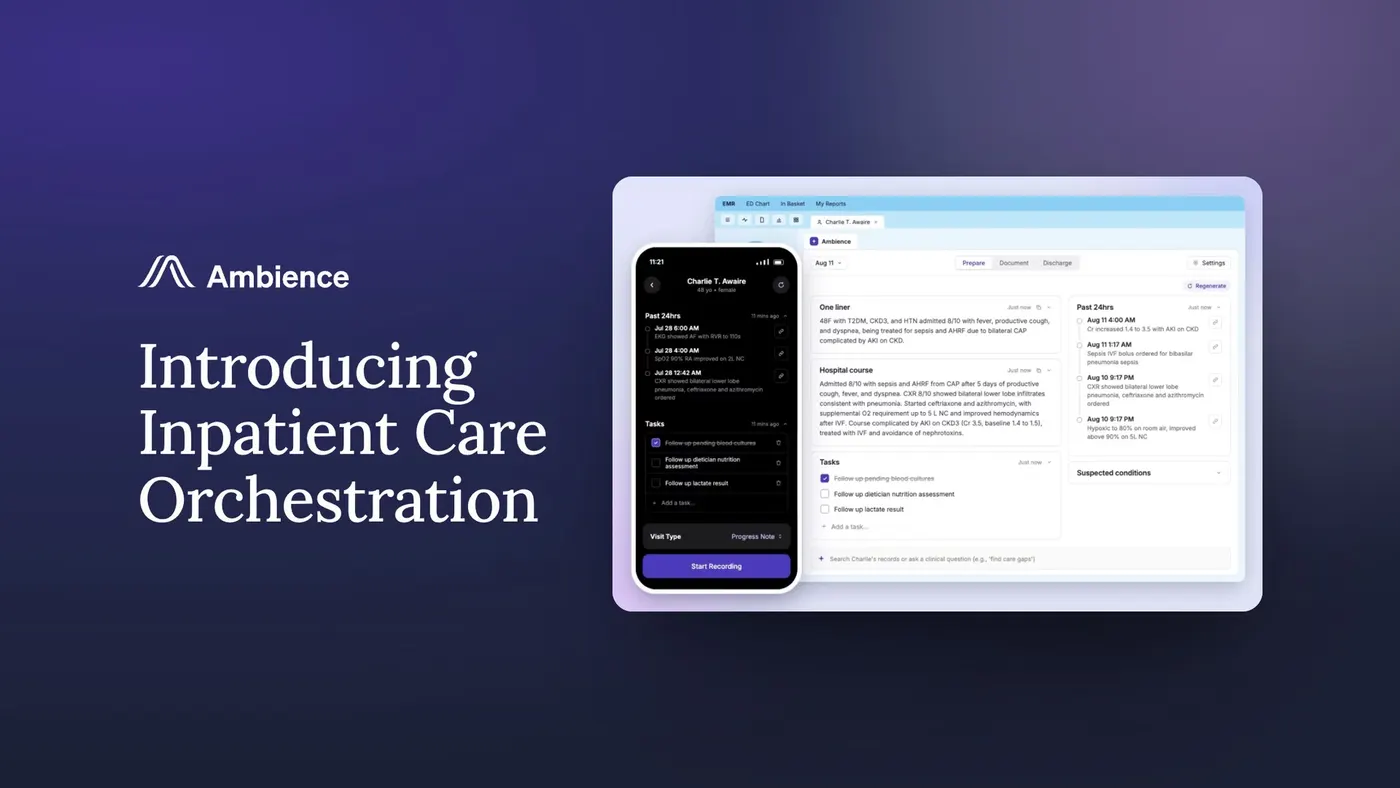 Ambience
Introducing
Inpatient Care
Orchestration
11:21
Charlie T. Awaire
48 yo • female
Past 24hrs
11 mins ago
Jul 28 6:00 AM
EKG showed AF with RVR to 110s
Jul 28 4:00 AM
SpO2 90% RA improved on 2L NC
Jul 28 12:42 AM
CXR showed bilateral lower lobe
pneumonia, ceftriaxone and azithromycin
ordered
Tasks
11 mins ago
Follow up pending blood cultures
Follow up dietician nutrition
assessment
Follow up lactate result
+ Add a task...
Visit Type
Progress Note
Start Recording
EMR
ED Chart
In Basket
My Reports
Charlie T. Awaire
Ambience
Aug 11
Prepare
Document
Discharge
Settings
Regenerate
One liner
Just now
48F with T2DM, CKD3, and HTN admitted 8/10 with fever, productive cough,
and dyspnea, being treated for sepsis and AHRF due to bilateral CAP
complicated by AKI on CKD.
Hospital course
Just now
Admitted 8/10 with sepsis and AHRF from CAP after 5 days of productive
cough, fever, and dyspnea. CXR 8/10 showed bilateral lower lobe infiltrates
consistent with pneumonia. Started ceftriaxone and azithromycin, with
supplemental O2 requirement up to 5 L NC and improved hemodynamics
after IVF. Course complicated by AKI on CKD3 (Cr 3.5, baseline 1.4 to 1.5),
treated with IVF and avoidance of nephrotoxins.
Tasks
Just now
Follow up pending blood cultures
Follow up dietician nutrition assessment
Follow up lactate result
+ Add a task...
Past 24hrs
Just now
Aug 11 4:00 AM
Cr increased 1.4 to 3.5 with AKI on CKD
Aug 11 1:17 AM
Sepsis IVF bolus ordered for bibasilar
pneumonia sepsis
Aug 10 9:17 PM
CXR showed bilateral lower lobe
pneumonia, ceftriaxone and azithromycin
ordered
Aug 10 9:17 PM
Hypoxic to 80% on room air, improved
above 90% on 5L NC
Suspected conditions
Search Charlie's records or ask a clinical question (e.g., "find care gaps")